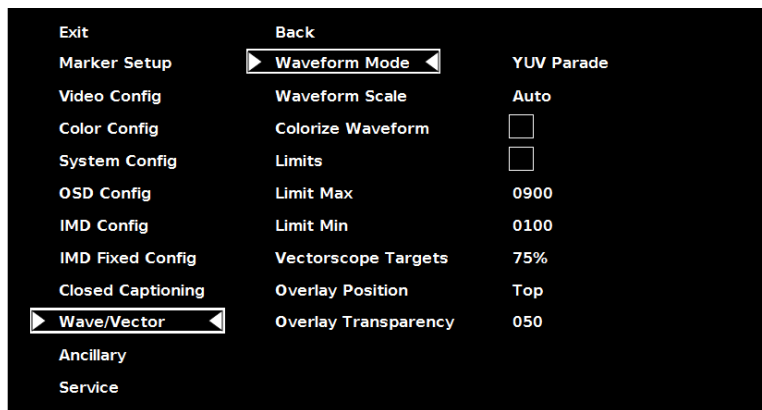 Exit Back
Marker Setup Waveform Mode YUV Parade
Video Config Waveform Scale Auto
Color Config Colorize Waveform
System Config Limits
OSD Config Limit Max 0900
IMD Config Limit Min 0100
IMD Fixed Config Vectorscope Targets 75%
Closed Captioning Overlay Position Top
Wave/Vector Overlay Transparency 050
Ancillary
Service